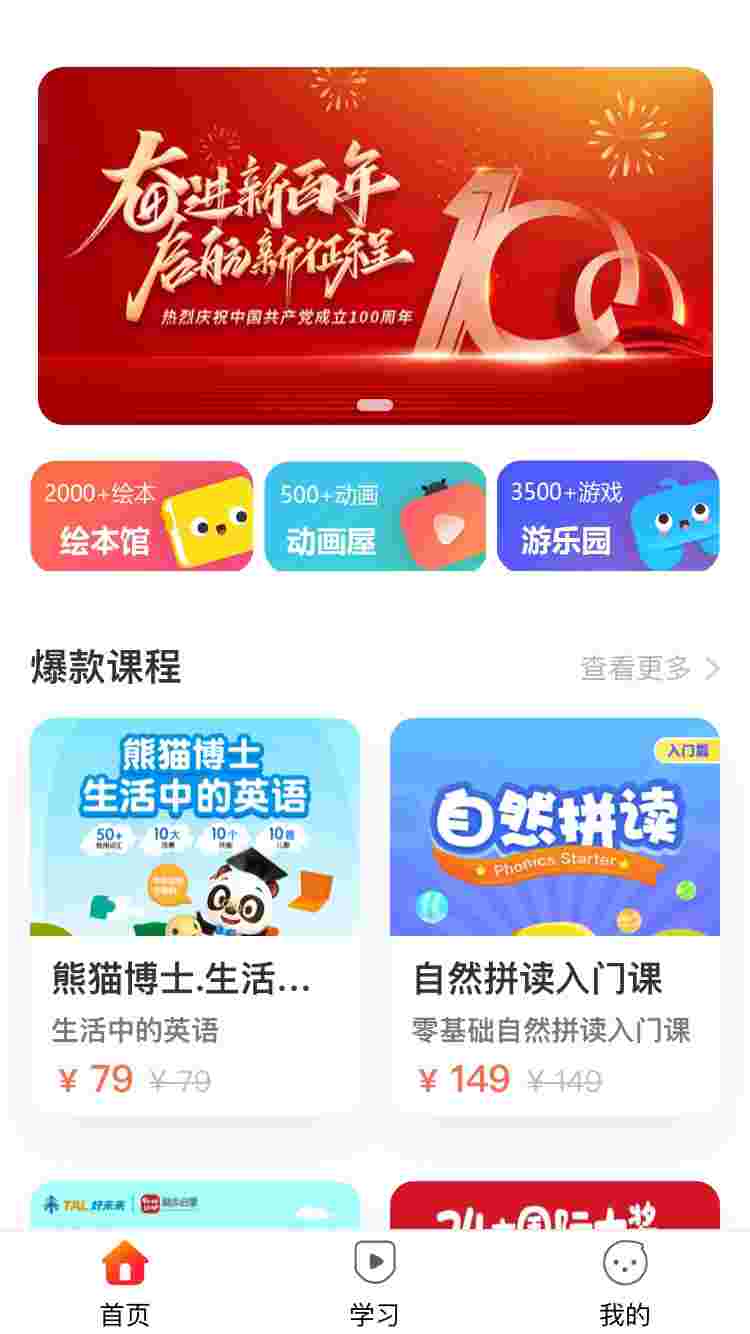 奋进新百年
启航新征程
热烈庆祝中国共产党成立100周年
2000+绘本
绘本馆
500+动画
动画屋
3500+游戏
游乐园
爆款课程
查看更多
熊猫博士
生活中的英语
50+ 10大 10个 10首
入门篇
自然拼读
Phonics Starter
熊猫博士.生活...
生活中的英语
¥ 79 ¥ 79
自然拼读入门课
零基础自然拼读入门课
¥ 149 ¥ 149
TAL 好未来
首页
学习
我的